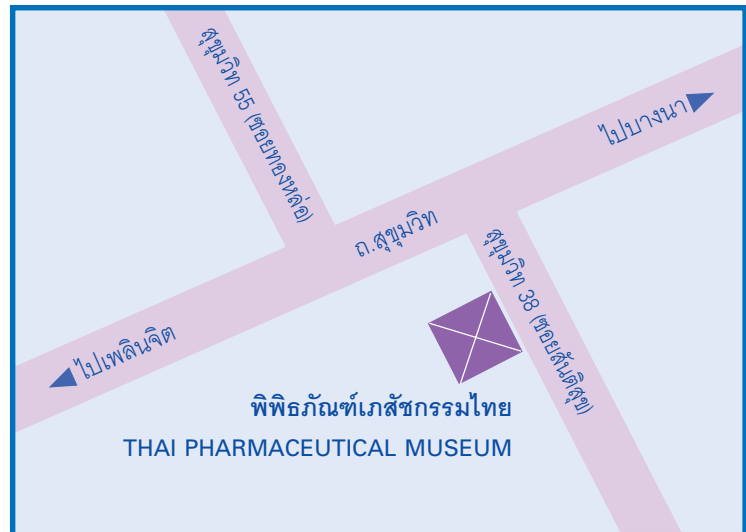 สุขุมวิท 55 (ซอยทองหล่อ)
ไปบางนา
ถ.สุขุมวิท
สุขุมวิท 38 (ซอยสันติสุข)
ไปเพลินจิต
พิพิธภัณฑ์เภสัชกรรมไทย
THAI PHARMACEUTICAL MUSEUM